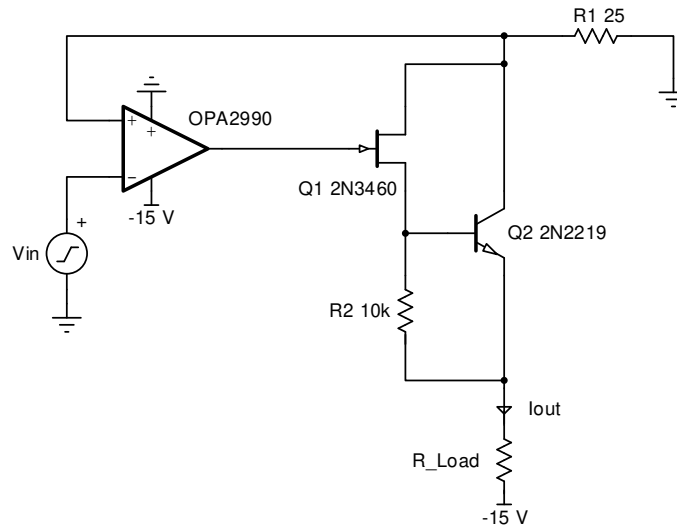 R1 25
OPA2990
+
+
−
-15 V
Q1 2N3460
+
Vin
Q2 2N2219
R2 10k
Iout
R_Load
-15 V